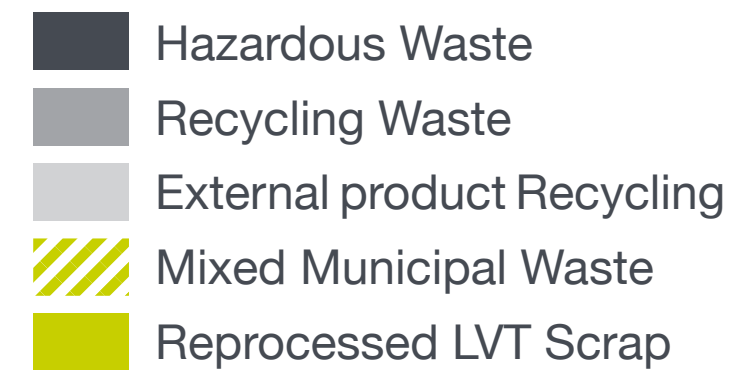 Hazardous Waste
Recycling Waste
External product Recycling
Mixed Municipal Waste
Reprocessed LVT Scrap